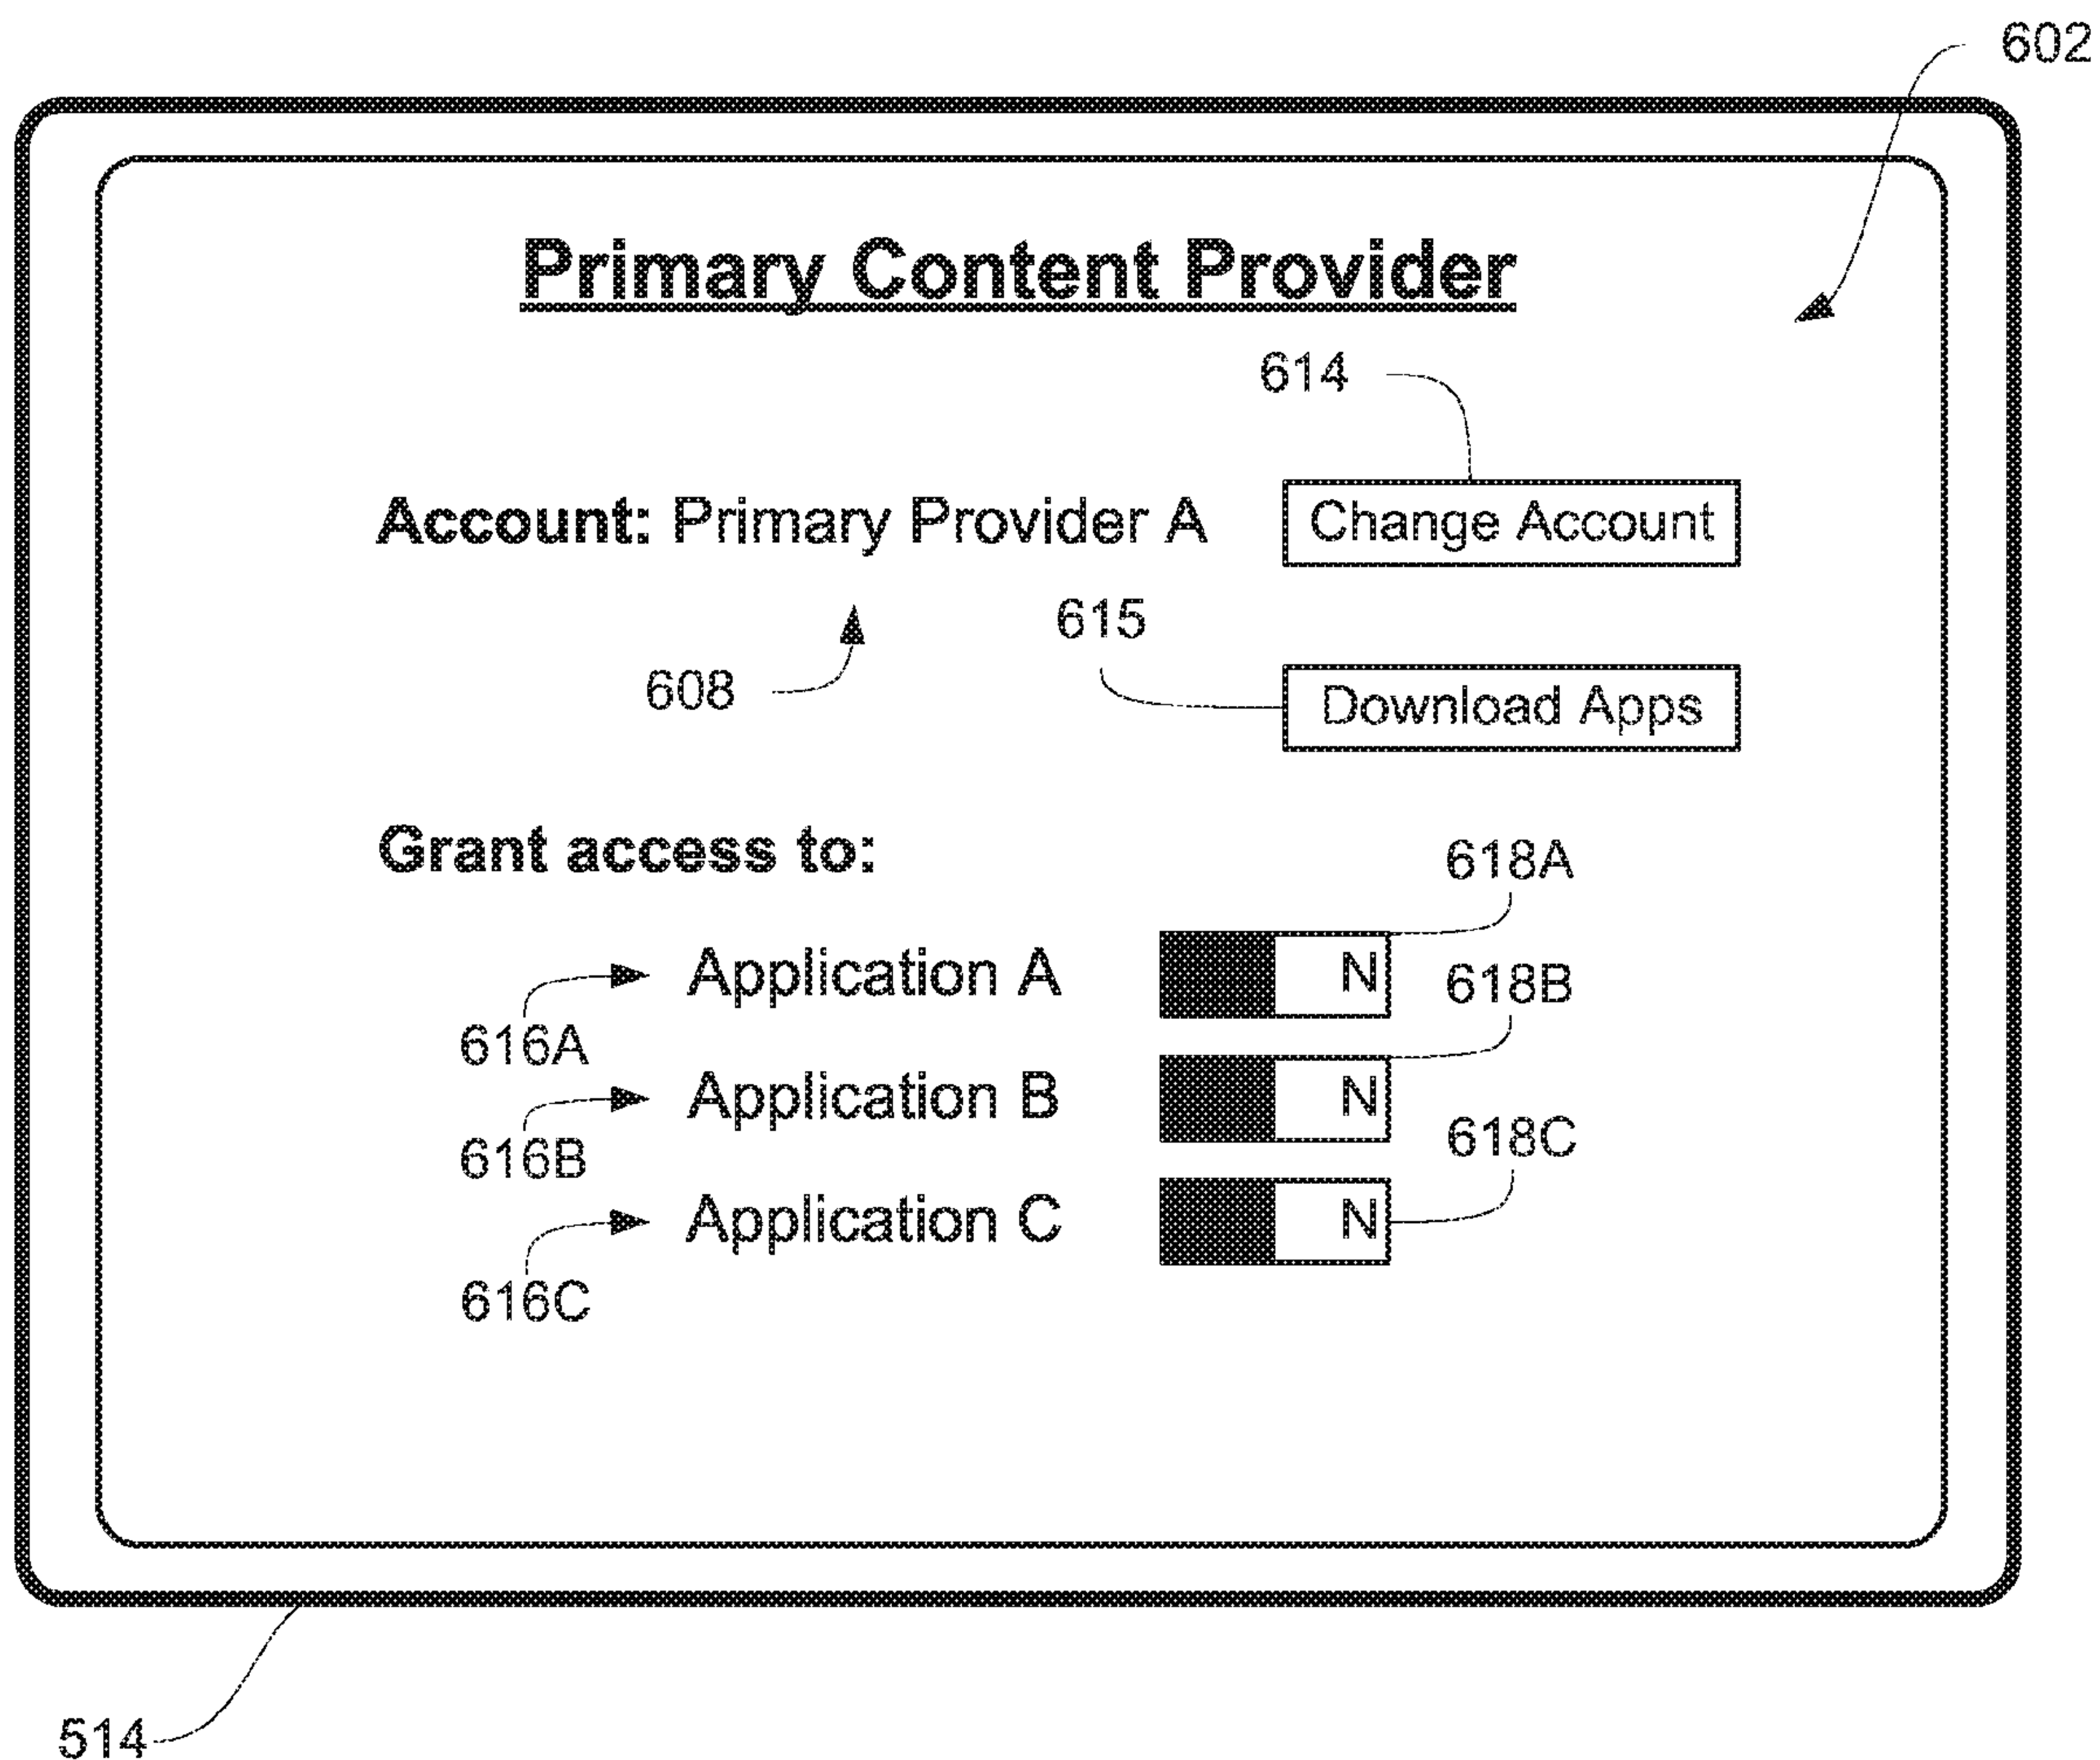 602
Primary Content Provider
614
Account: Primary Provider A Change Account
615
608
Download Apps
Grant access to:
618A
Application A N
618B
616A
Application B N
618C
616B
Application C N
616C
514